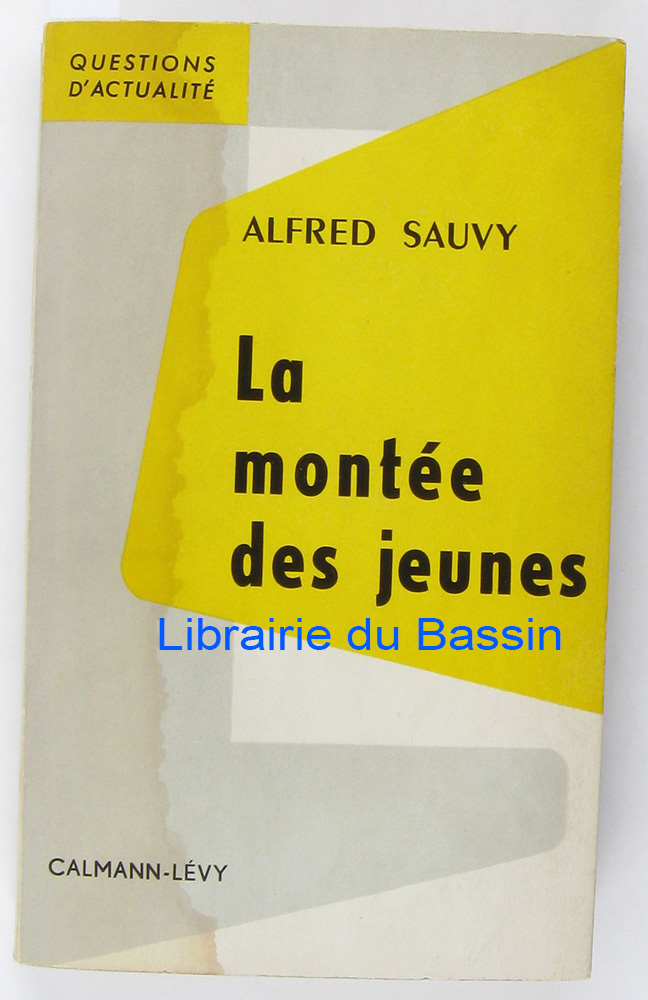 QUESTIONS
D'ACTUALITÉ
ALFRED SAUVY
La
montée
des jeunes
Librairie du Bassin
CALMANN-LÉVY